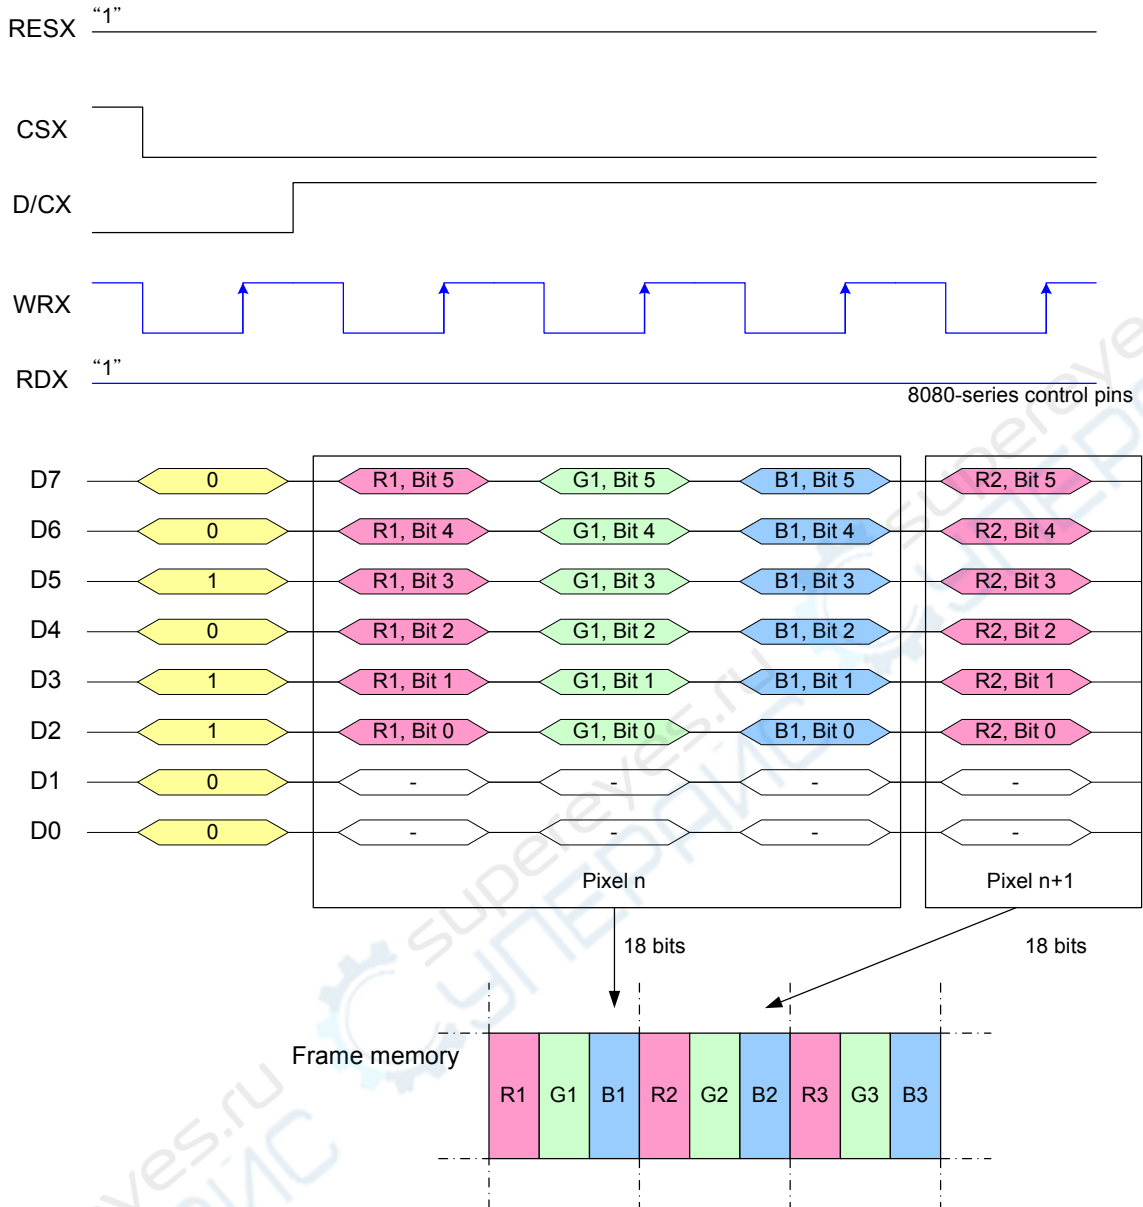 RESX “1”
CSX
D/CX
WRX
RDX “1”
8080-series control pins
D7 0 R1, Bit 5 G1, Bit 5 B1, Bit 5 R2, Bit 5
D6 0 R1, Bit 4 G1, Bit 4 B1, Bit 4 R2, Bit 4
D5 1 R1, Bit 3 G1, Bit 3 B1, Bit 3 R2, Bit 3
D4 0 R1, Bit 2 G1, Bit 2 B1, Bit 2 R2, Bit 2
D3 1 R1, Bit 1 G1, Bit 1 B1, Bit 1 R2, Bit 1
D2 1 R1, Bit 0 G1, Bit 0 B1, Bit 0 R2, Bit 0
D1 0 - - - -
D0 0 - - - -
Pixel n Pixel n+1
18 bits 18 bits
Frame memory
R1 G1 B1 R2 G2 B2 R3 G3 B3
supereyes.ru
СУПЕРАЙС